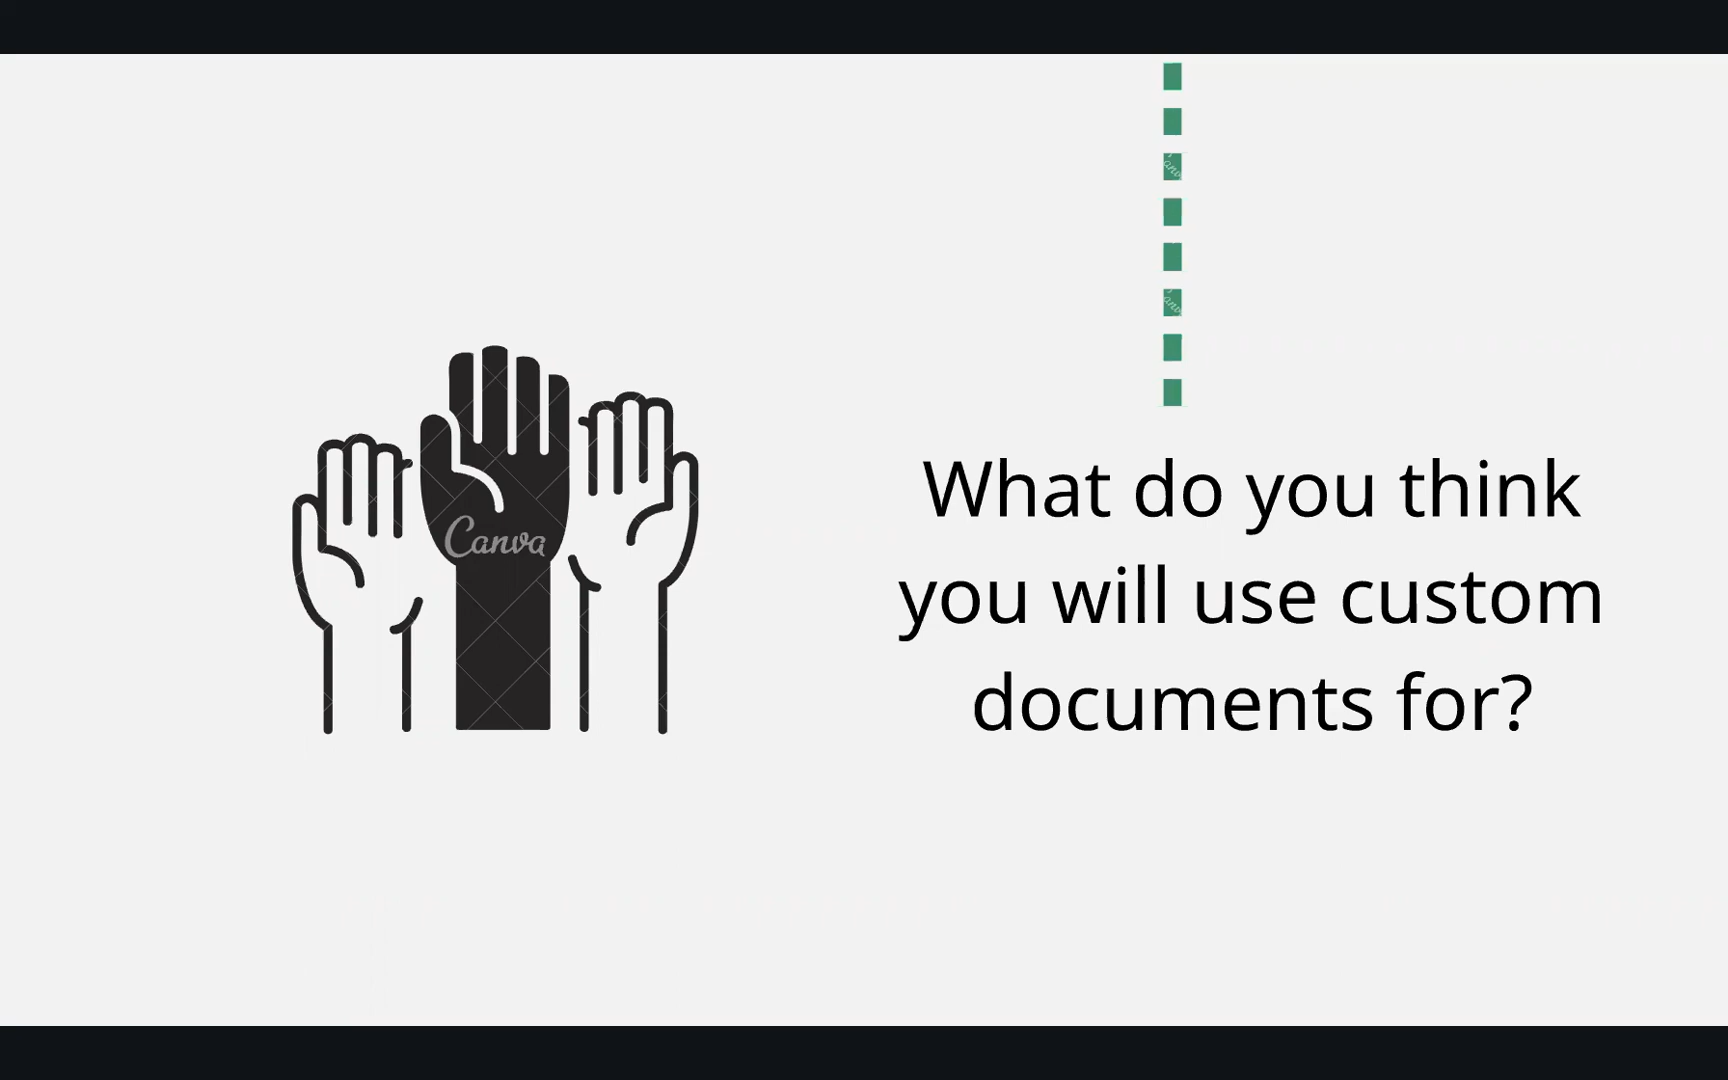 What do you think
you will use custom
documents for?
Canva